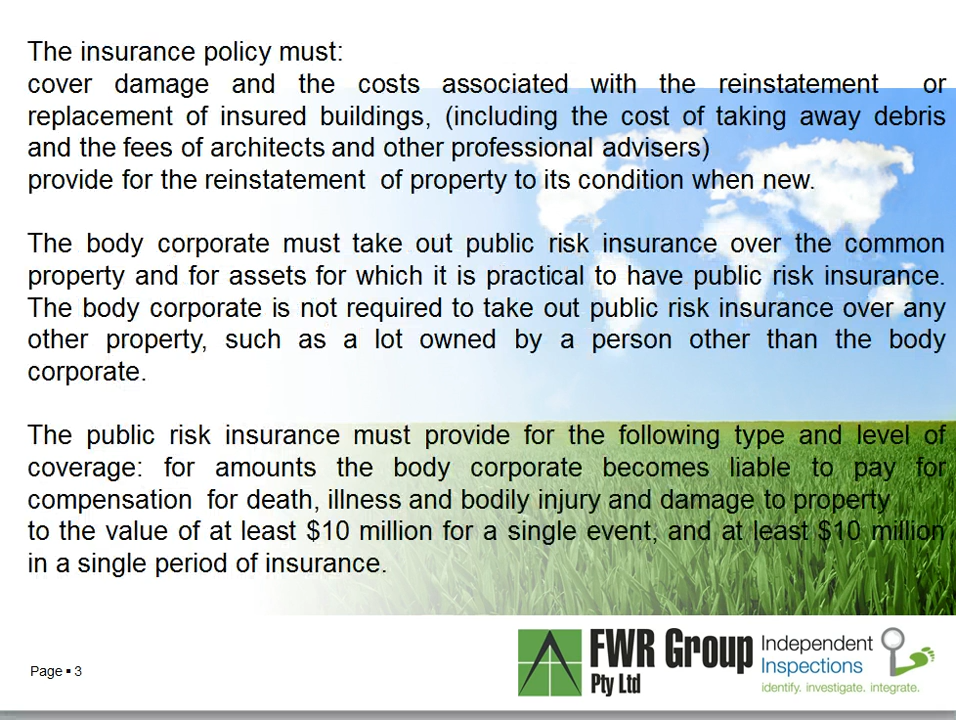 The insurance policy must:
cover damage and the costs associated with the reinstatement or
replacement of insured buildings, (including the cost of taking away debris
and the fees of architects and other professional advisers)
provide for the reinstatement of property to its condition when new.
The body corporate must take out public risk insurance over the common
property and for assets for which it is practical to have public risk insurance.
The body corporate is not required to take out public risk insurance over any
other property, such as a lot owned by a person other than the body
corporate.
The public risk insurance must provide for the following type and level of
coverage: for amounts the body corporate becomes liable to pay for
compensation for death, illness and bodily injury and damage to property
to the value of at least $10 million for a single event, and at least $10 million
in a single period of insurance.
Page ▪ 3
FWR Group
Pty Ltd
Independent
Inspections
identify. investigate. integrate.